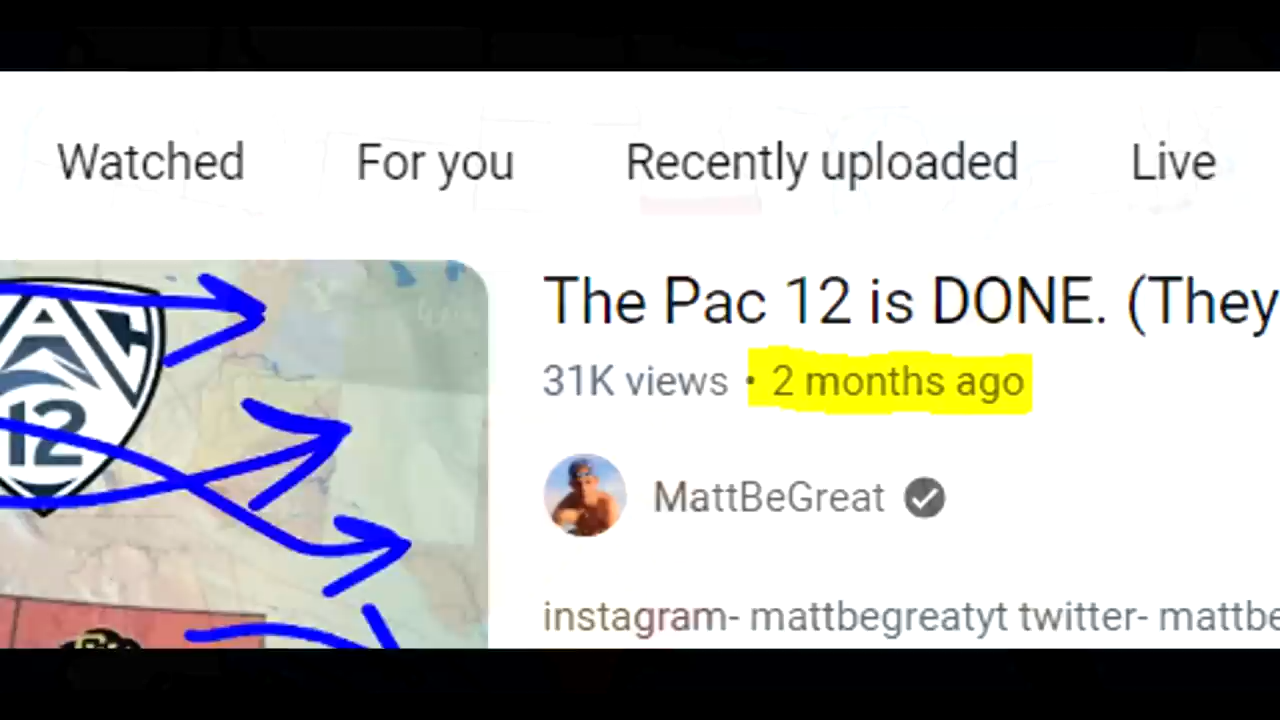 Watched For you Recently uploaded Live
The Pac 12 is DONE. (They
31K views • 2 months ago
PAC
12
MattBeGreat
instagram- mattbegreatyt twitter- mattbe